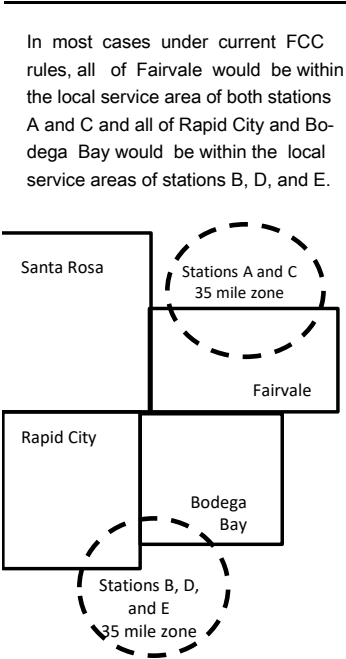 In most cases under current FCC
rules, all of Fairvale would be within
the local service area of both stations
A and C and all of Rapid City and Bo-
dega Bay would be within the local
service areas of stations B, D, and E.
Santa Rosa
Stations A and C
35 mile zone
Fairvale
Rapid City
Bodega
Bay
Stations B, D,
and E
35 mile zone